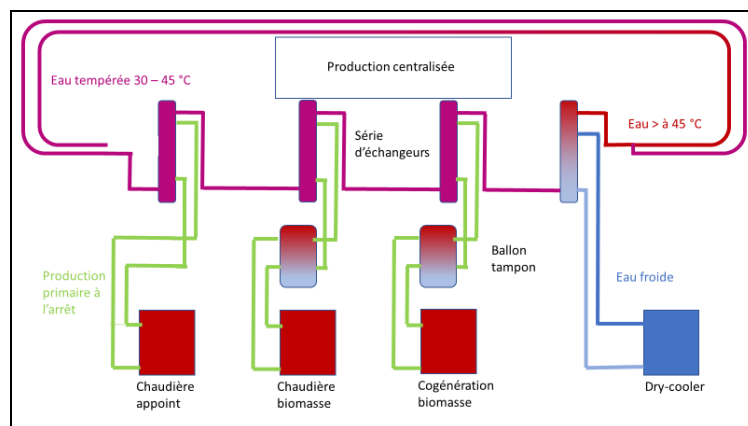 Production centralisée
Eau tempérée 30 – 45 °C
Série
d'échangeurs
Eau > à 45 °C
Ballon
tampon
Production
primaire à
l'arrêt
Eau froide
Chaudière
appoint
Chaudière
biomasse
Cogénération
biomasse
Dry-cooler